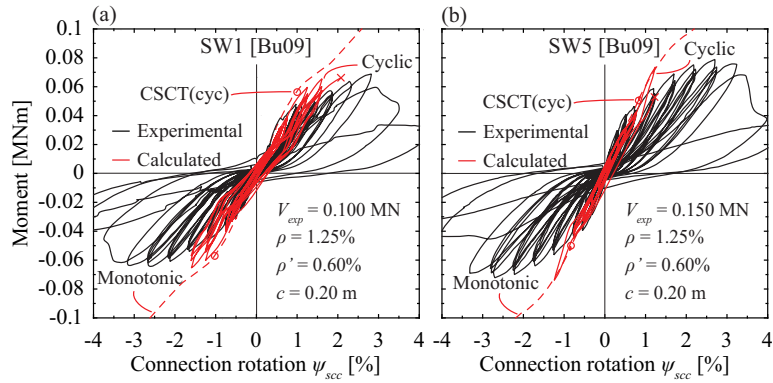 (a)
SW1 [Bu09]
Cyclic
CSCT(cyc)
Experimental
Calculated
V_exp = 0.100 MN
ρ = 1.25%
ρ' = 0.60%
c = 0.20 m
Monotonic
Moment [MNm]
0.1
0.08
0.06
0.04
0.02
0
-0.02
-0.04
-0.06
-0.08
-0.1
-4 -3 -2 -1 0 1 2 3 4
Connection rotation ψ_scc [%]
(b)
SW5 [Bu09]
Cyclic
CSCT(cyc)
Experimental
Calculated
V_exp = 0.150 MN
ρ = 1.25%
ρ' = 0.60%
c = 0.20 m
Monotonic
-4 -3 -2 -1 0 1 2 3 4
Connection rotation ψ_scc [%]